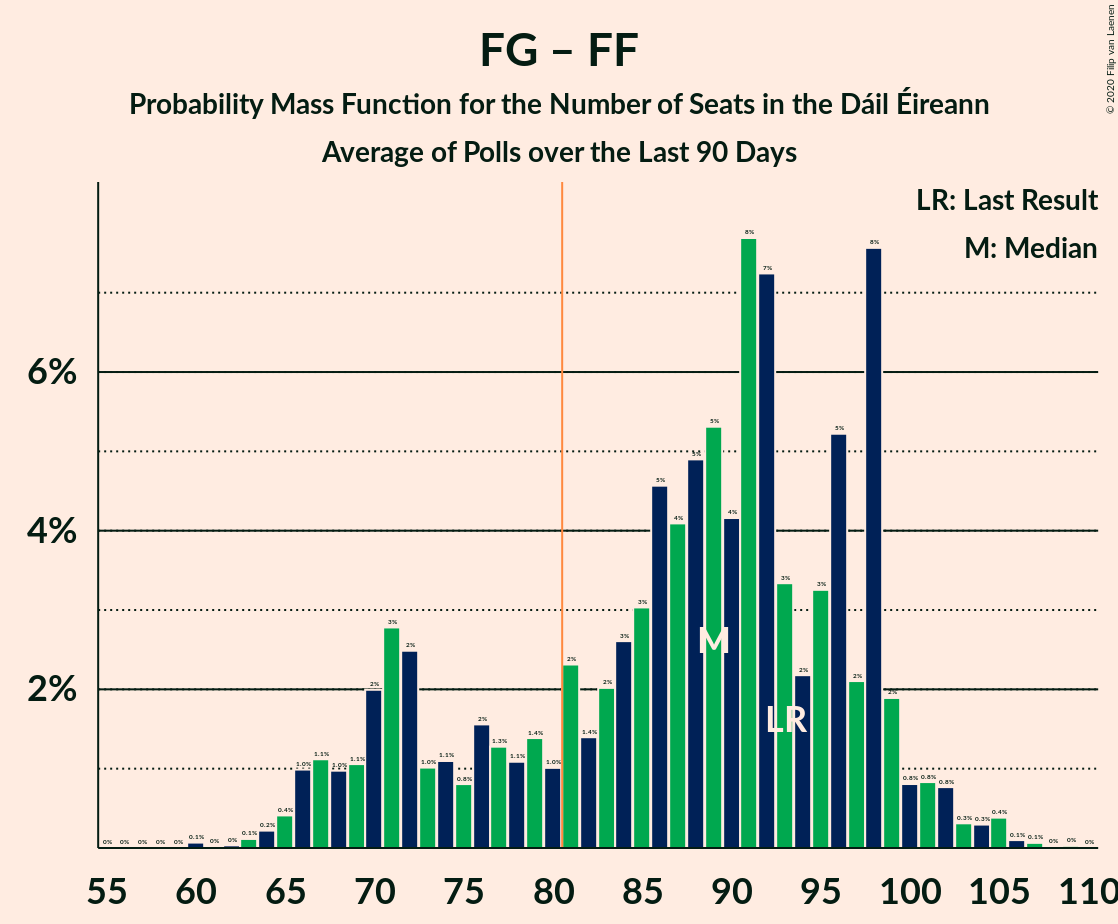 FG – FF
Probability Mass Function for the Number of Seats in the Dáil Éireann
Average of Polls over the Last 90 Days
© 2020 Filip van Laenen
LR: Last Result
M: Median
6%
4%
2%
0% 0% 0% 0% 0% 0.1% 0% 0% 0.1% 0.2% 0.4% 1.0% 1.1% 1.0% 1.1% 2% 3% 2% 1.0% 1.1% 0.8% 2% 1.3% 1.1% 1.4% 1.0% 2% 1.4% 2% 3% 3% 5% 4% 5% 5% 4% 8% 7% 3% 2% 3% 5% 2% 8% 2% 0.8% 0.8% 0.8% 0.3% 0.3% 0.4% 0.1% 0.1% 0% 0% 0%
M
LR
55 60 65 70 75 80 85 90 95 100 105 110